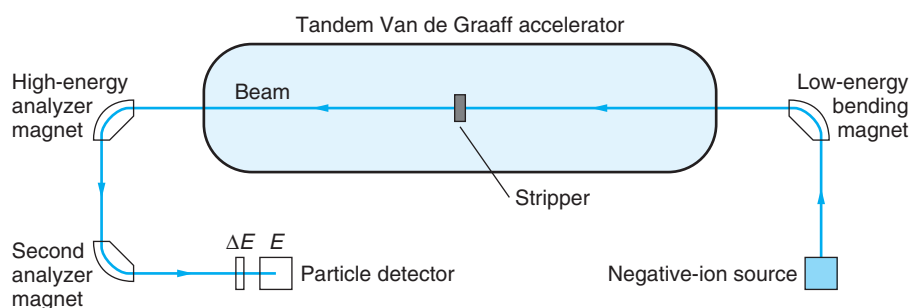 Tandem Van de Graaff accelerator
High-energy
analyzer
magnet
Beam
Low-energy
bending
magnet
Stripper
Second
analyzer
magnet
ΔE
E
Particle detector
Negative-ion source